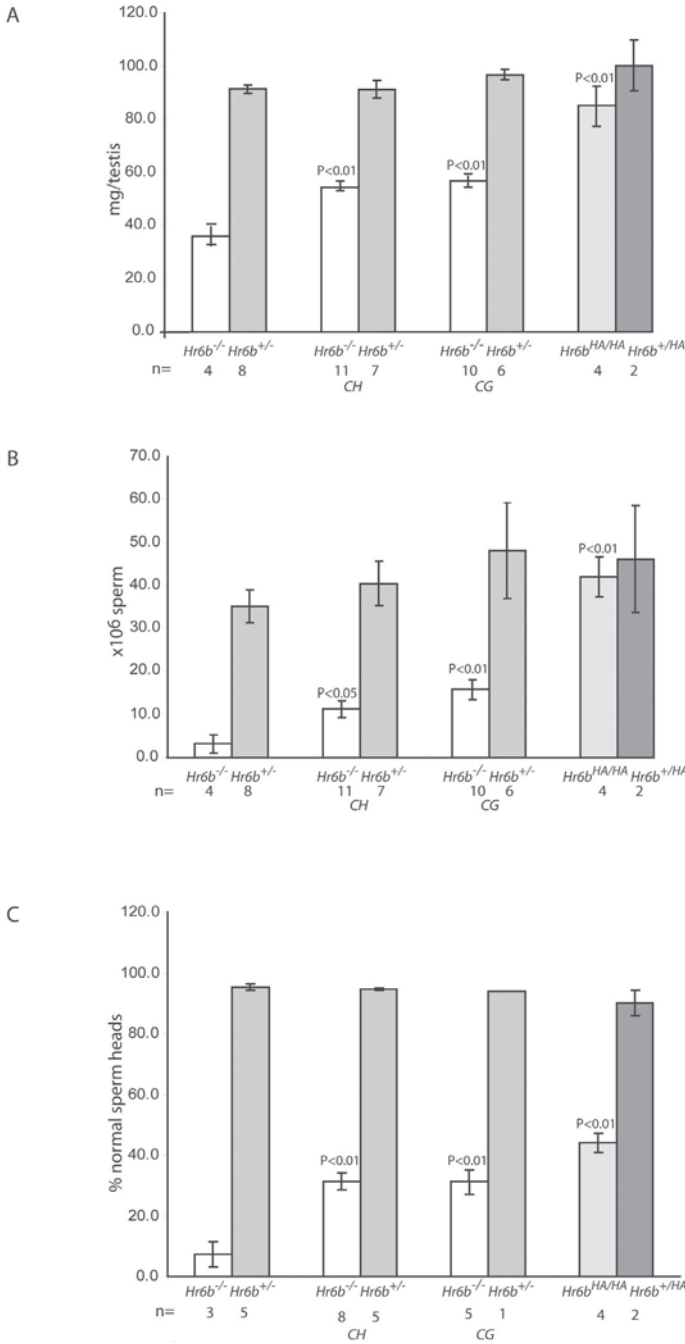 A
120.0
100.0
80.0
60.0
40.0
20.0
0.0
mg/testis
P<0.01
P<0.01
P<0.01
Hr6b-/- Hr6b+/- Hr6b-/- Hr6b+/- Hr6b-/- Hr6b+/- Hr6bHA/HA Hr6b+/HA
n= 4 8 11 7 10 6 4 2
CH CG
B
70.0
60.0
50.0
40.0
30.0
20.0
10.0
0.0
x10^6 sperm
P<0.05
P<0.01
P<0.01
Hr6b-/- Hr6b+/- Hr6b-/- Hr6b+/- Hr6b-/- Hr6b+/- Hr6bHA/HA Hr6b+/HA
n= 4 8 11 7 10 6 4 2
CH CG
C
120.0
100.0
80.0
60.0
40.0
20.0
0.0
% normal sperm heads
P<0.01
P<0.01
P<0.01
Hr6b-/- Hr6b+/- Hr6b-/- Hr6b+/- Hr6b-/- Hr6b+/- Hr6bHA/HA Hr6b+/HA
n= 3 5 8 5 5 1 4 2
CH CG